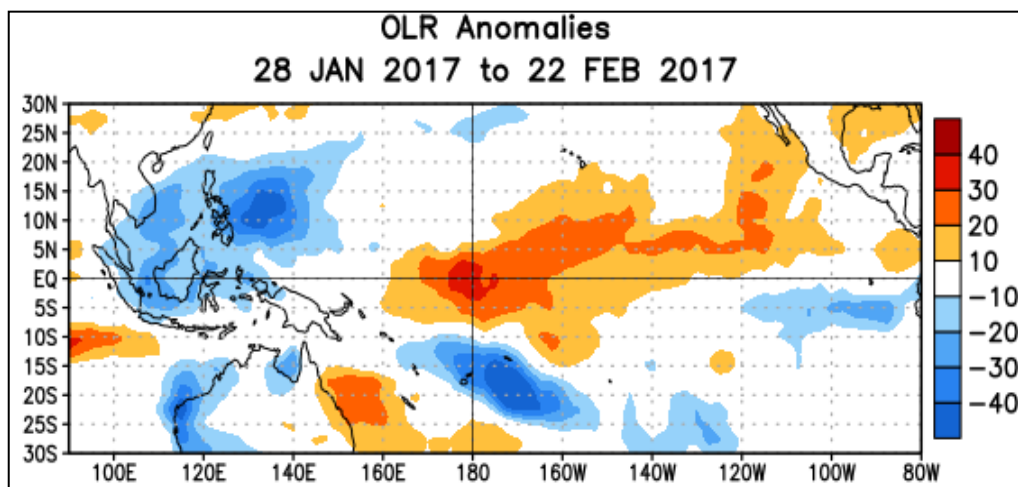 OLR Anomalies
28 JAN 2017 to 22 FEB 2017
30N
25N
20N
15N
10N
5N
EQ
5S
10S
15S
20S
25S
30S
100E 120E 140E 160E 180 160W 140W 120W 100W 80W
40
30
20
10
-10
-20
-30
-40